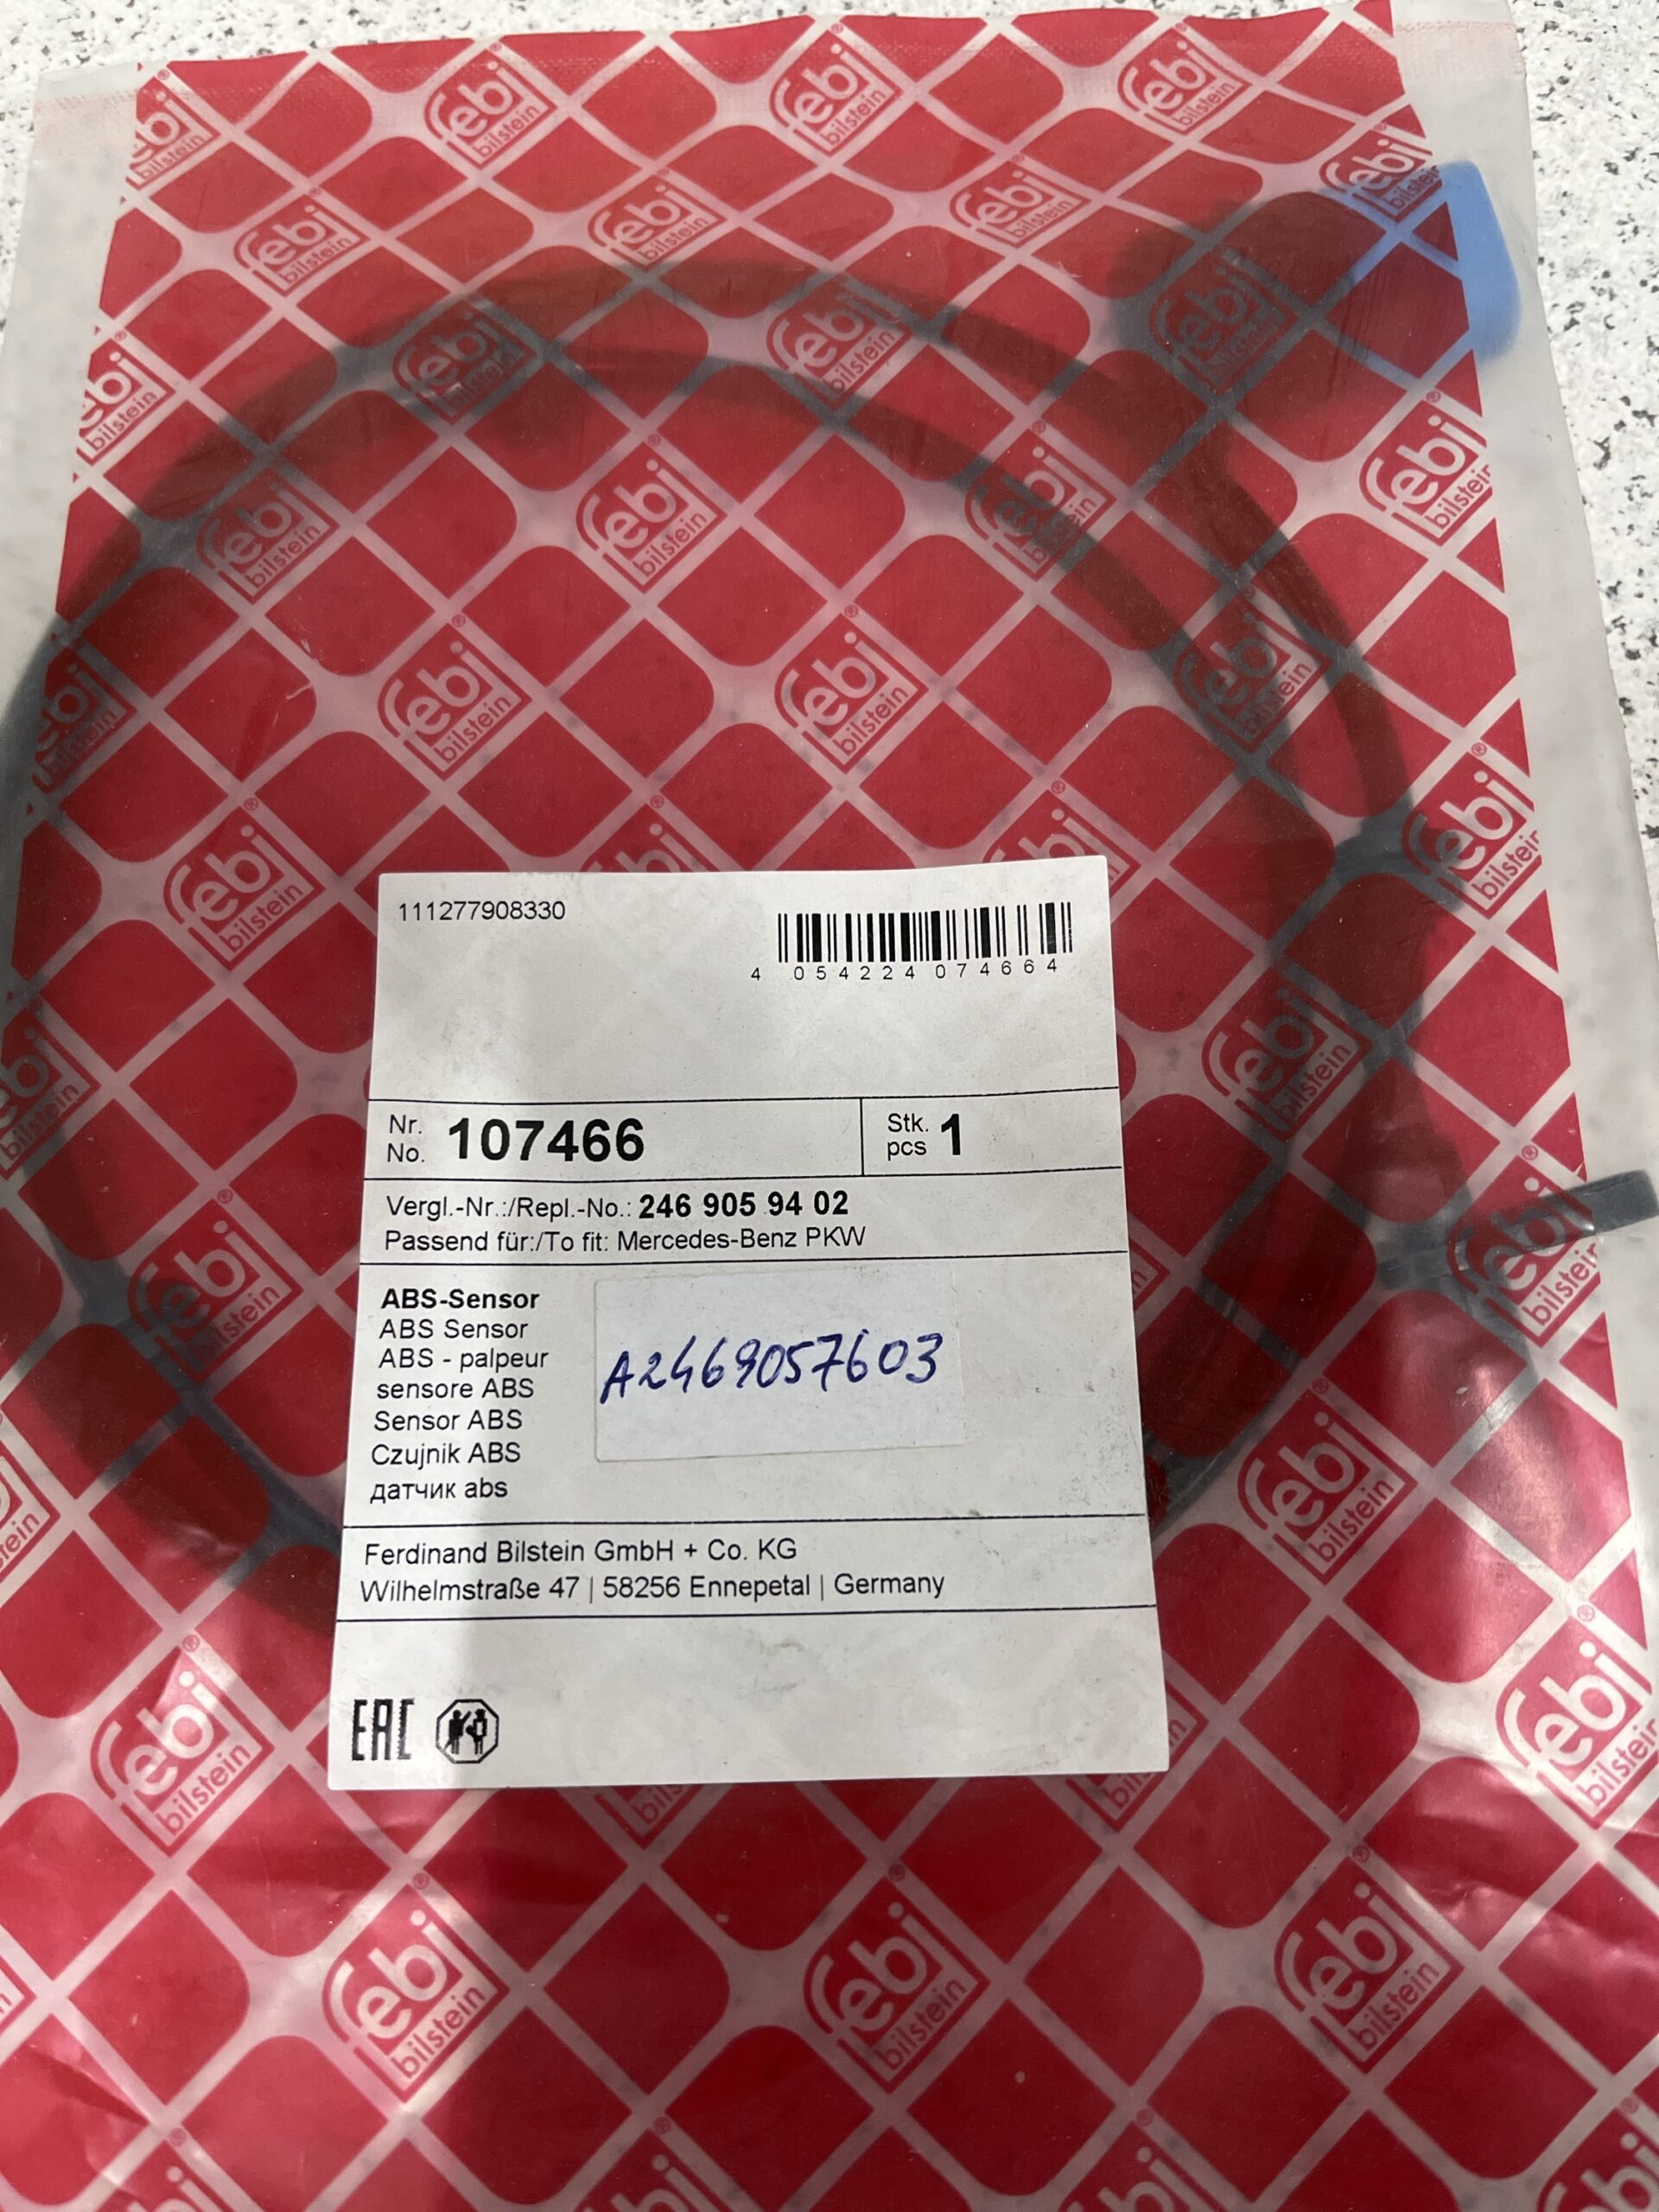 febi
bilstein
111277908330
4 054224 074664
Nr.
No. 107466
Stk.
pcs 1
Vergl.-Nr.:/Repl.-No.: 246 905 94 02
Passend für:/To fit: Mercedes-Benz PKW
ABS-Sensor
ABS Sensor
ABS - palpeur
sensore ABS
Sensor ABS
Czujnik ABS
датчик abs
A2469057603
Ferdinand Bilstein GmbH + Co. KG
Wilhelmstraße 47 | 58256 Ennepetal | Germany
EAC